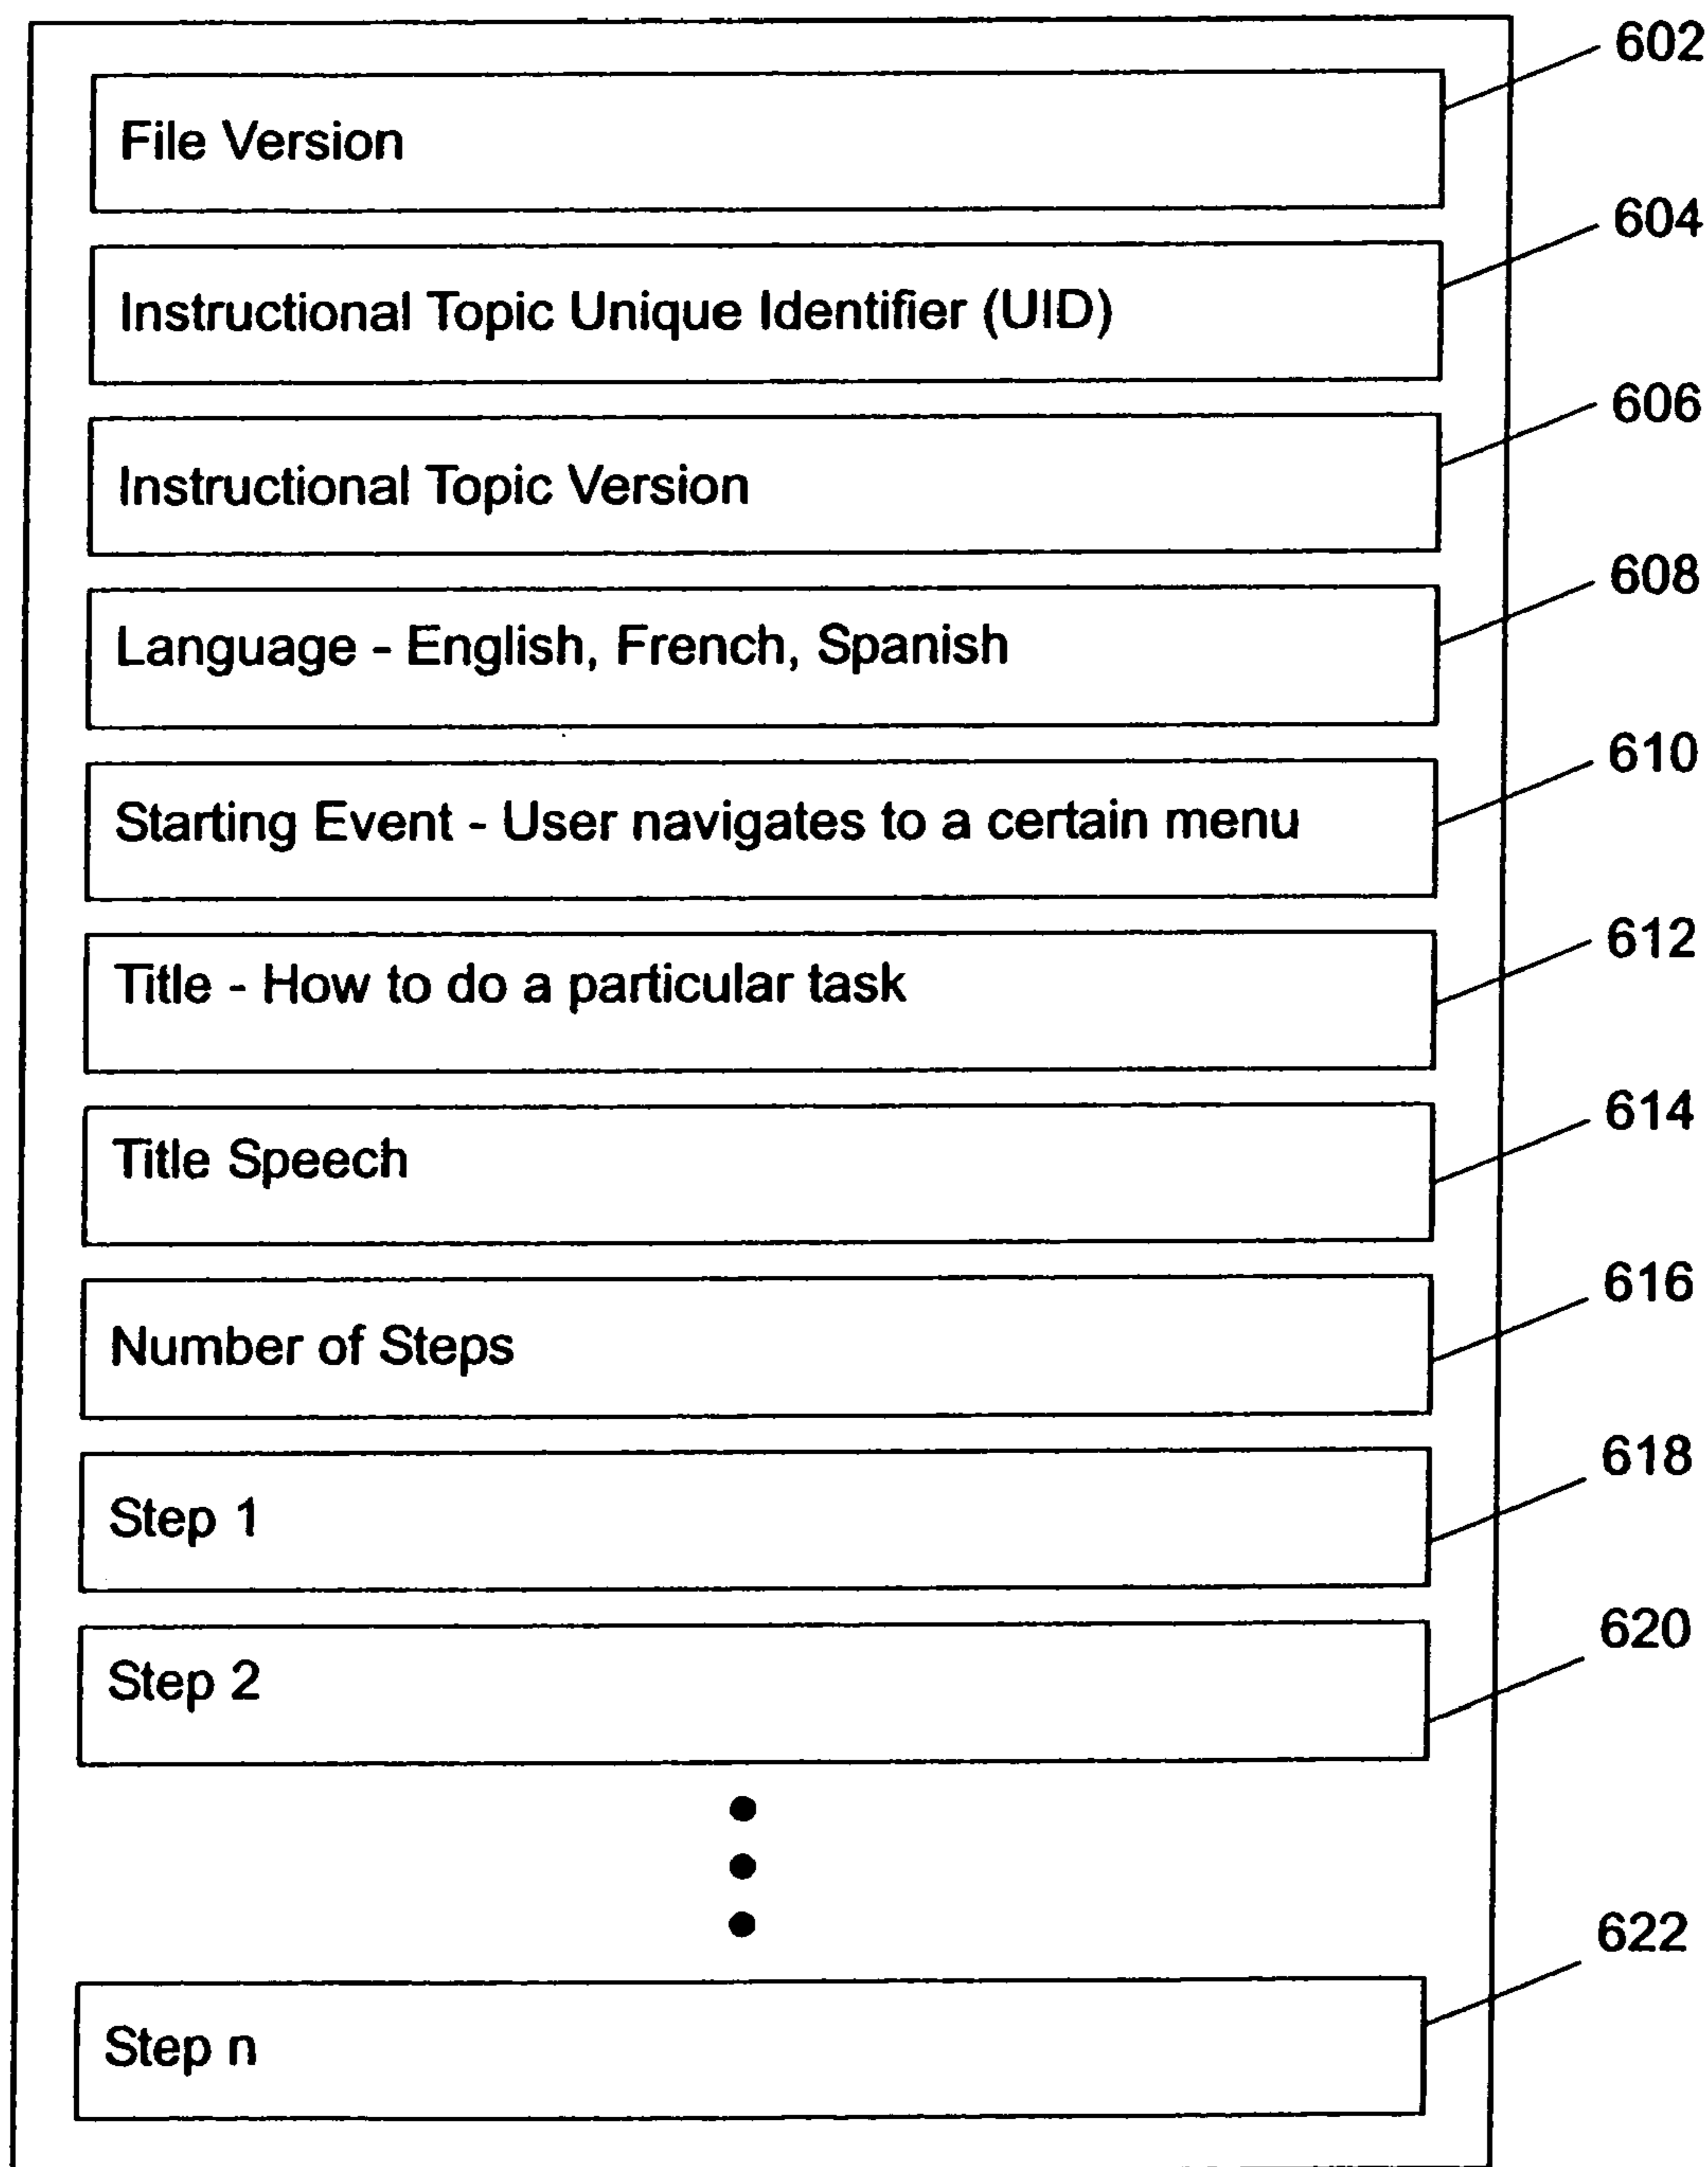 602
File Version
604
Instructional Topic Unique Identifier (UID)
606
Instructional Topic Version
608
Language - English, French, Spanish
610
Starting Event - User navigates to a certain menu
612
Title - How to do a particular task
614
Title Speech
616
Number of Steps
618
Step 1
620
Step 2
622
Step n